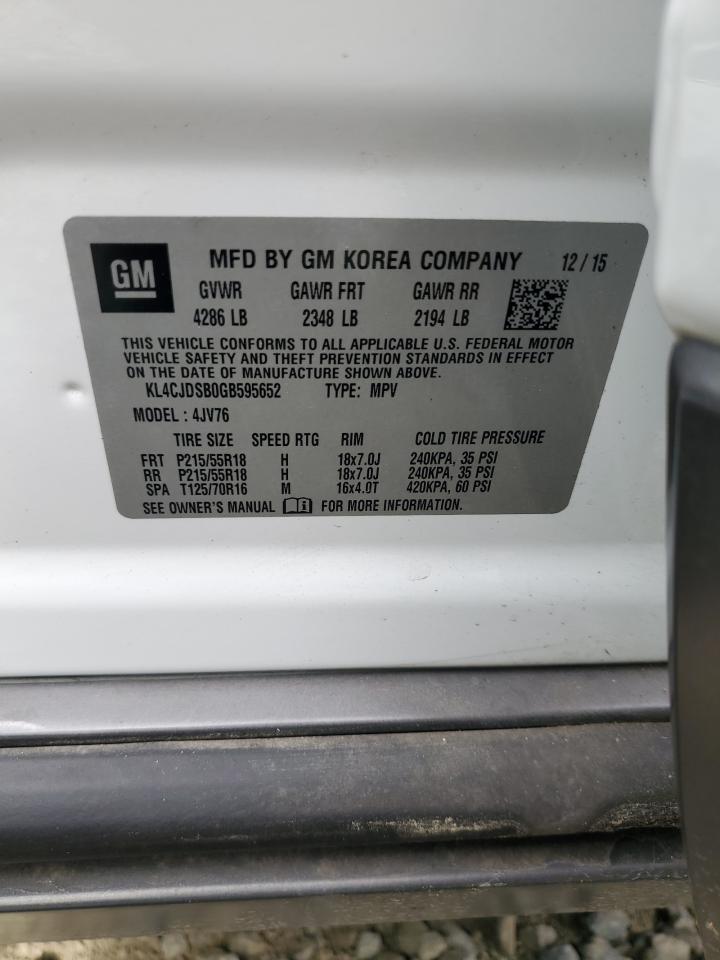 GM
MFD BY GM KOREA COMPANY 12 / 15
GVWR GAWR FRT GAWR RR
4286 LB 2348 LB 2194 LB
THIS VEHICLE CONFORMS TO ALL APPLICABLE U.S. FEDERAL MOTOR
VEHICLE SAFETY AND THEFT PREVENTION STANDARDS IN EFFECT
ON THE DATE OF MANUFACTURE SHOWN ABOVE.
KL4CJDSB0GB595652 TYPE: MPV
MODEL : 4JV76
TIRE SIZE SPEED RTG RIM COLD TIRE PRESSURE
FRT P215/55R18 H 18x7.0J 240KPA, 35 PSI
RR P215/55R18 H 18x7.0J 240KPA, 35 PSI
SPA T125/70R16 M 16x4.0T 420KPA, 60 PSI
SEE OWNER'S MANUAL i FOR MORE INFORMATION.